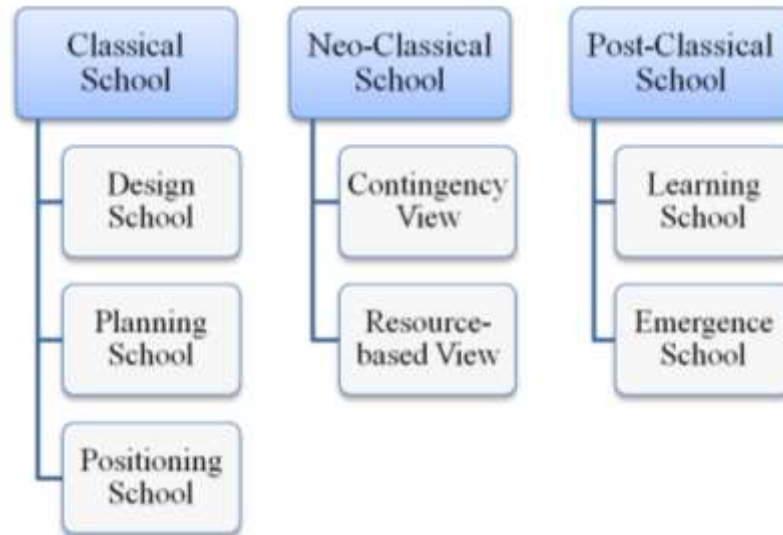 Classical
School
Design
School
Planning
School
Positioning
School
Neo-Classical
School
Contingency
View
Resource-
based View
Post-Classical
School
Learning
School
Emergence
School